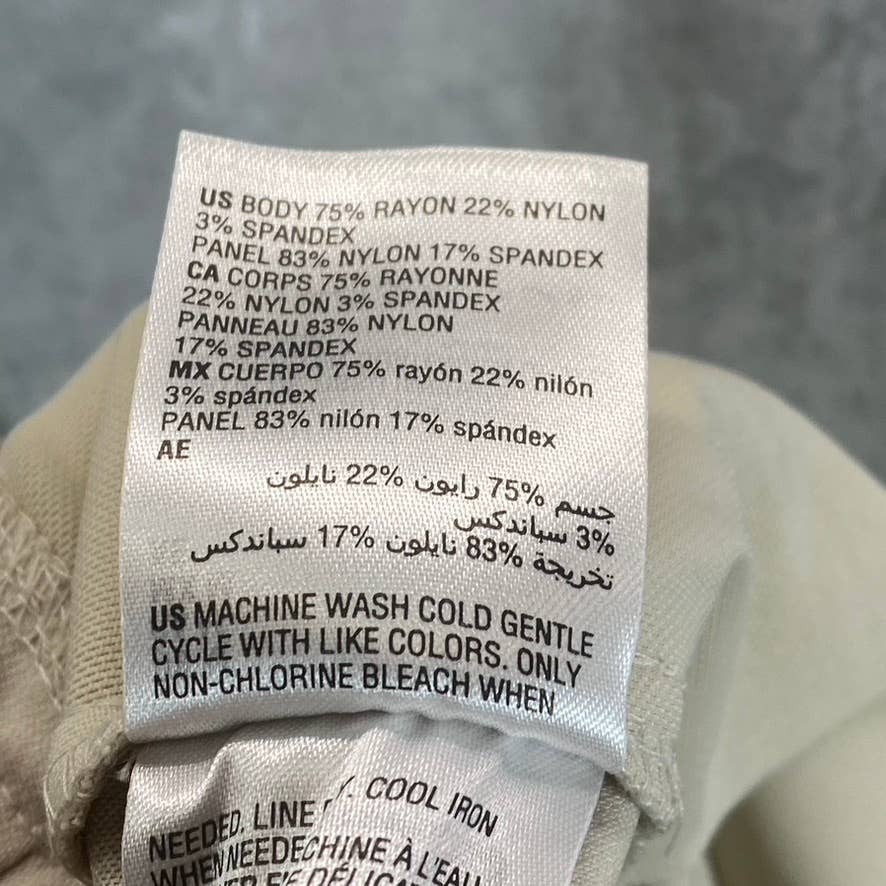 US BODY 75% RAYON 22% NYLON
3% SPANDEX
PANEL 83% NYLON 17% SPANDEX
CA CORPS 75% RAYONNE
22% NYLON 3% SPANDEX
PANNEAU 83% NYLON
17% SPANDEX
MX CUERPO 75% rayón 22% nilón
3% spándex
PANEL 83% nilón 17% spándex
AE
جسم 75% رايون 22% نايلون
3% سباندكس
تخريجة 83% نايلون 17% سباندكس
US MACHINE WASH COLD GENTLE
CYCLE WITH LIKE COLORS. ONLY
NON-CHLORINE BLEACH WHEN
NEEDED. LINE COOL IRON
WHEN À L'EAU